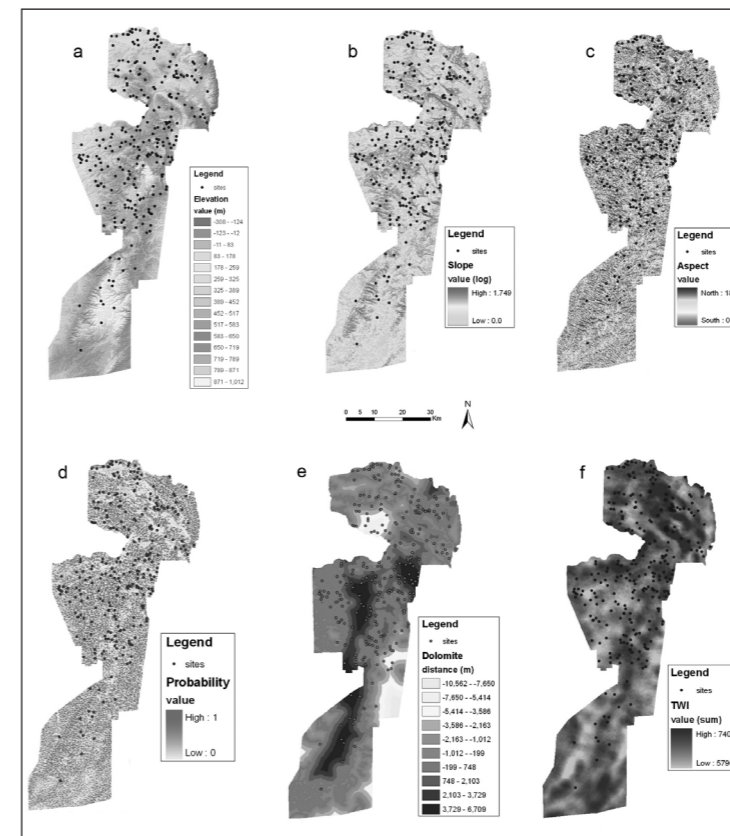 a
b
c
Legend
sites
Elevation
value (m)
-308 - -124
-123 - -12
-11 - 83
83 - 178
178 - 259
259 - 325
325 - 389
389 - 452
452 - 517
517 - 583
583 - 650
650 - 719
719 - 789
789 - 871
871 - 1,012
Legend
sites
Slope
value (log)
High : 1.749
Low : 0.0
Legend
sites
Aspect
value
North : 18
South : 0
0 5 10 20 30
Km
N
d
e
f
Legend
sites
Probability
value
High : 1
Low : 0
Legend
sites
Dolomite
distance (m)
-10,562 - -7,650
-7,650 - -5,414
-5,414 - -3,586
-3,586 - -2,163
-2,163 - -1,012
-1,012 - -199
-199 - 748
748 - 2,103
2,103 - 3,729
3,729 - 6,709
Legend
sites
TWI
value (sum)
High : 740
Low : 579